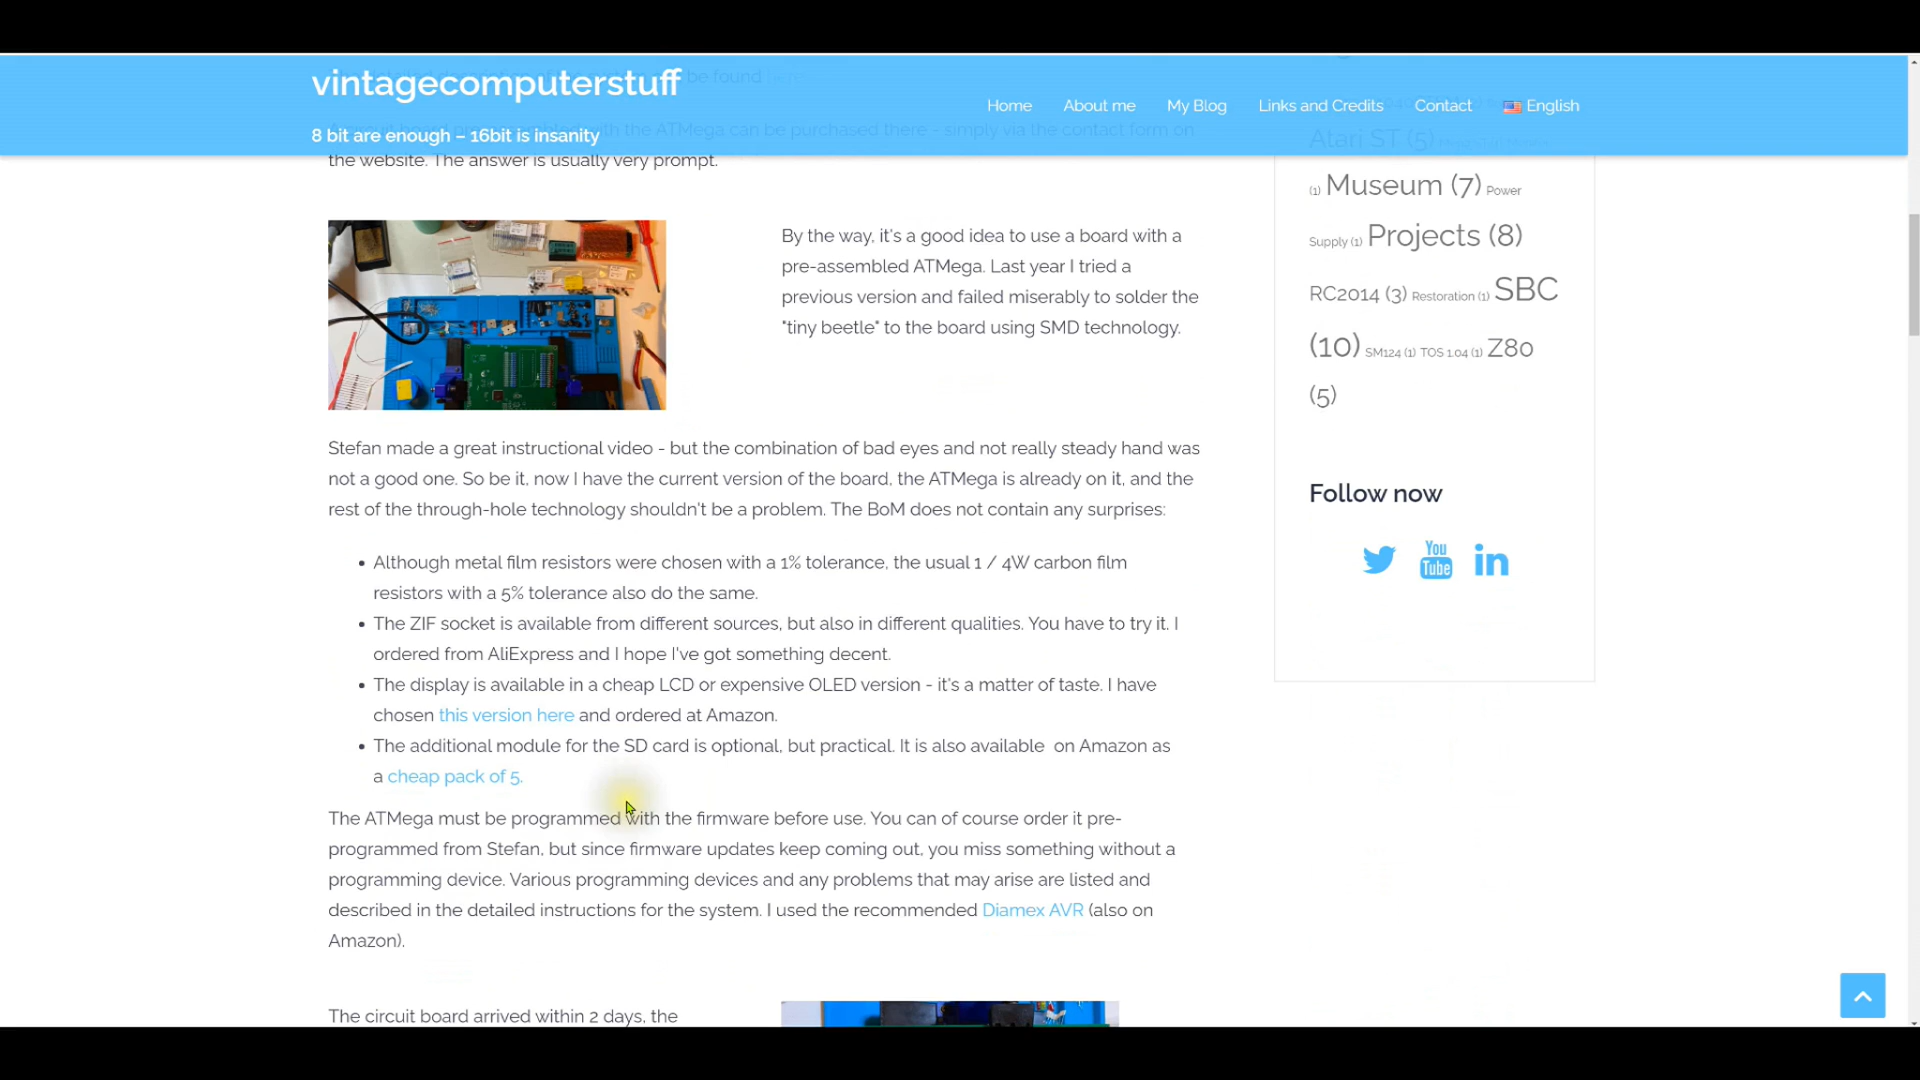 vintagecomputerstuff
8 bit are enough – 16bit is insanity
Home
About me
My Blog
Links and Credits
Contact
English
be found
with the ATMega can be purchased there - simply via the contact form on
the website. The answer is usually very prompt.
By the way, it's a good idea to use a board with a
pre-assembled ATMega. Last year I tried a
previous version and failed miserably to solder the
"tiny beetle" to the board using SMD technology.
Stefan made a great instructional video - but the combination of bad eyes and not really steady hand was
not a good one. So be it, now I have the current version of the board, the ATMega is already on it, and the
rest of the through-hole technology shouldn't be a problem. The BoM does not contain any surprises:
• Although metal film resistors were chosen with a 1% tolerance, the usual 1 / 4W carbon film
resistors with a 5% tolerance also do the same.
• The ZIF socket is available from different sources, but also in different qualities. You have to try it. I
ordered from AliExpress and I hope I've got something decent.
• The display is available in a cheap LCD or expensive OLED version - it's a matter of taste. I have
chosen this version here and ordered at Amazon.
• The additional module for the SD card is optional, but practical. It is also available on Amazon as
a cheap pack of 5.
The ATMega must be programmed with the firmware before use. You can of course order it pre-
programmed from Stefan, but since firmware updates keep coming out, you miss something without a
programming device. Various programming devices and any problems that may arise are listed and
described in the detailed instructions for the system. I used the recommended Diamex AVR (also on
Amazon).
The circuit board arrived within 2 days, the
Atari ST (5)
(1) Museum (7) Power
Supply (1) Projects (8)
RC2014 (3) Restoration (1) SBC
(10) SM124 (1) TOS 1.04 (1) Z80
(5)
Follow now
You
Tube
in